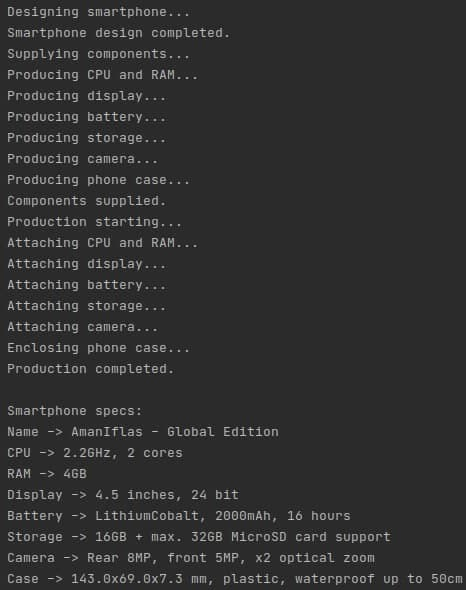 Designing smartphone...
Smartphone design completed.
Supplying components...
Producing CPU and RAM...
Producing display...
Producing battery...
Producing storage...
Producing camera...
Producing phone case...
Components supplied.
Production starting...
Attaching CPU and RAM...
Attaching display...
Attaching battery...
Attaching storage...
Attaching camera...
Enclosing phone case...
Production completed.

Smartphone specs:
Name -> AmanIflas - Global Edition
CPU -> 2.2GHz, 2 cores
RAM -> 4GB
Display -> 4.5 inches, 24 bit
Battery -> LithiumCobalt, 2000mAh, 16 hours
Storage -> 16GB + max. 32GB MicroSD card support
Camera -> Rear 8MP, front 5MP, x2 optical zoom
Case -> 143.0x69.0x7.3 mm, plastic, waterproof up to 50cm